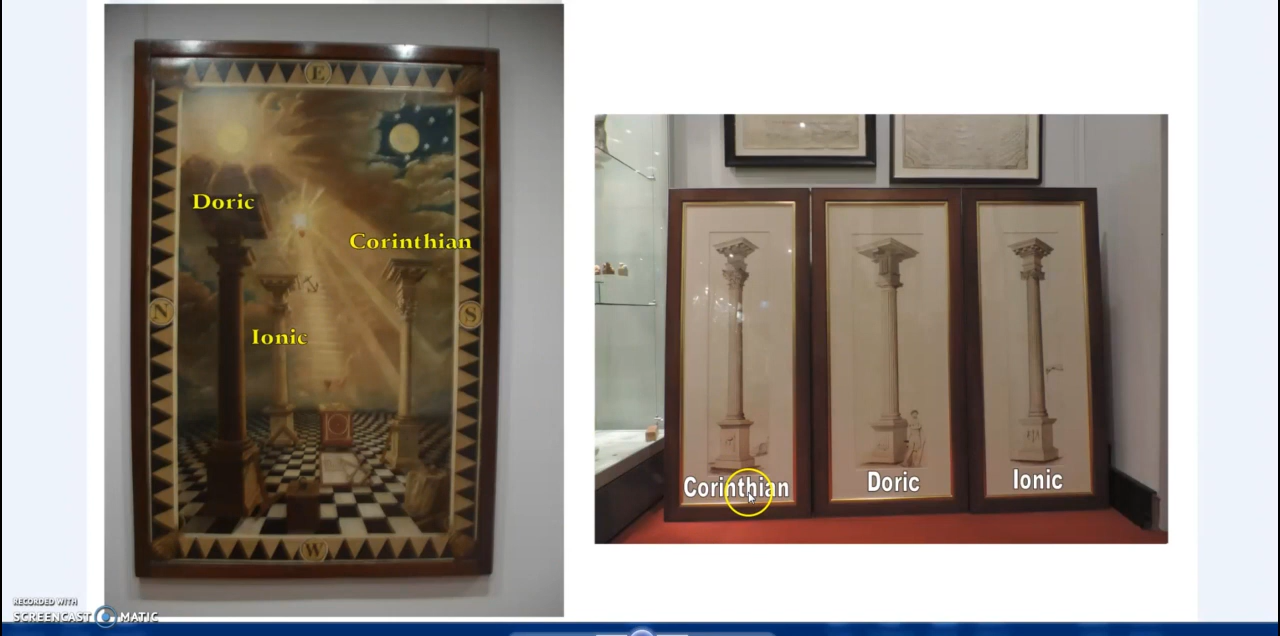 E
Doric
Corinthian
N
S
Ionic
W
Corinthian
Doric
Ionic
RECORDED WITH
SCREENCAST MATIC